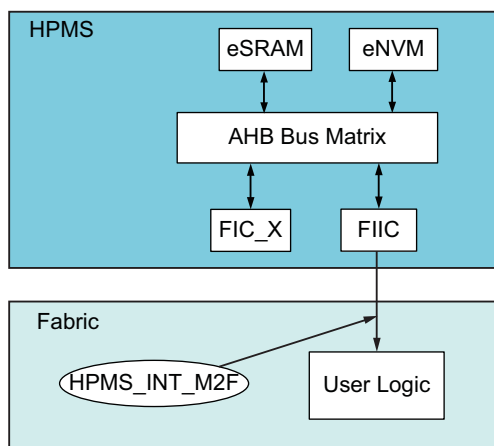 HPMS
eSRAM
eNVM
AHB Bus Matrix
FIC_X
FIIC
Fabric
HPMS_INT_M2F
User Logic